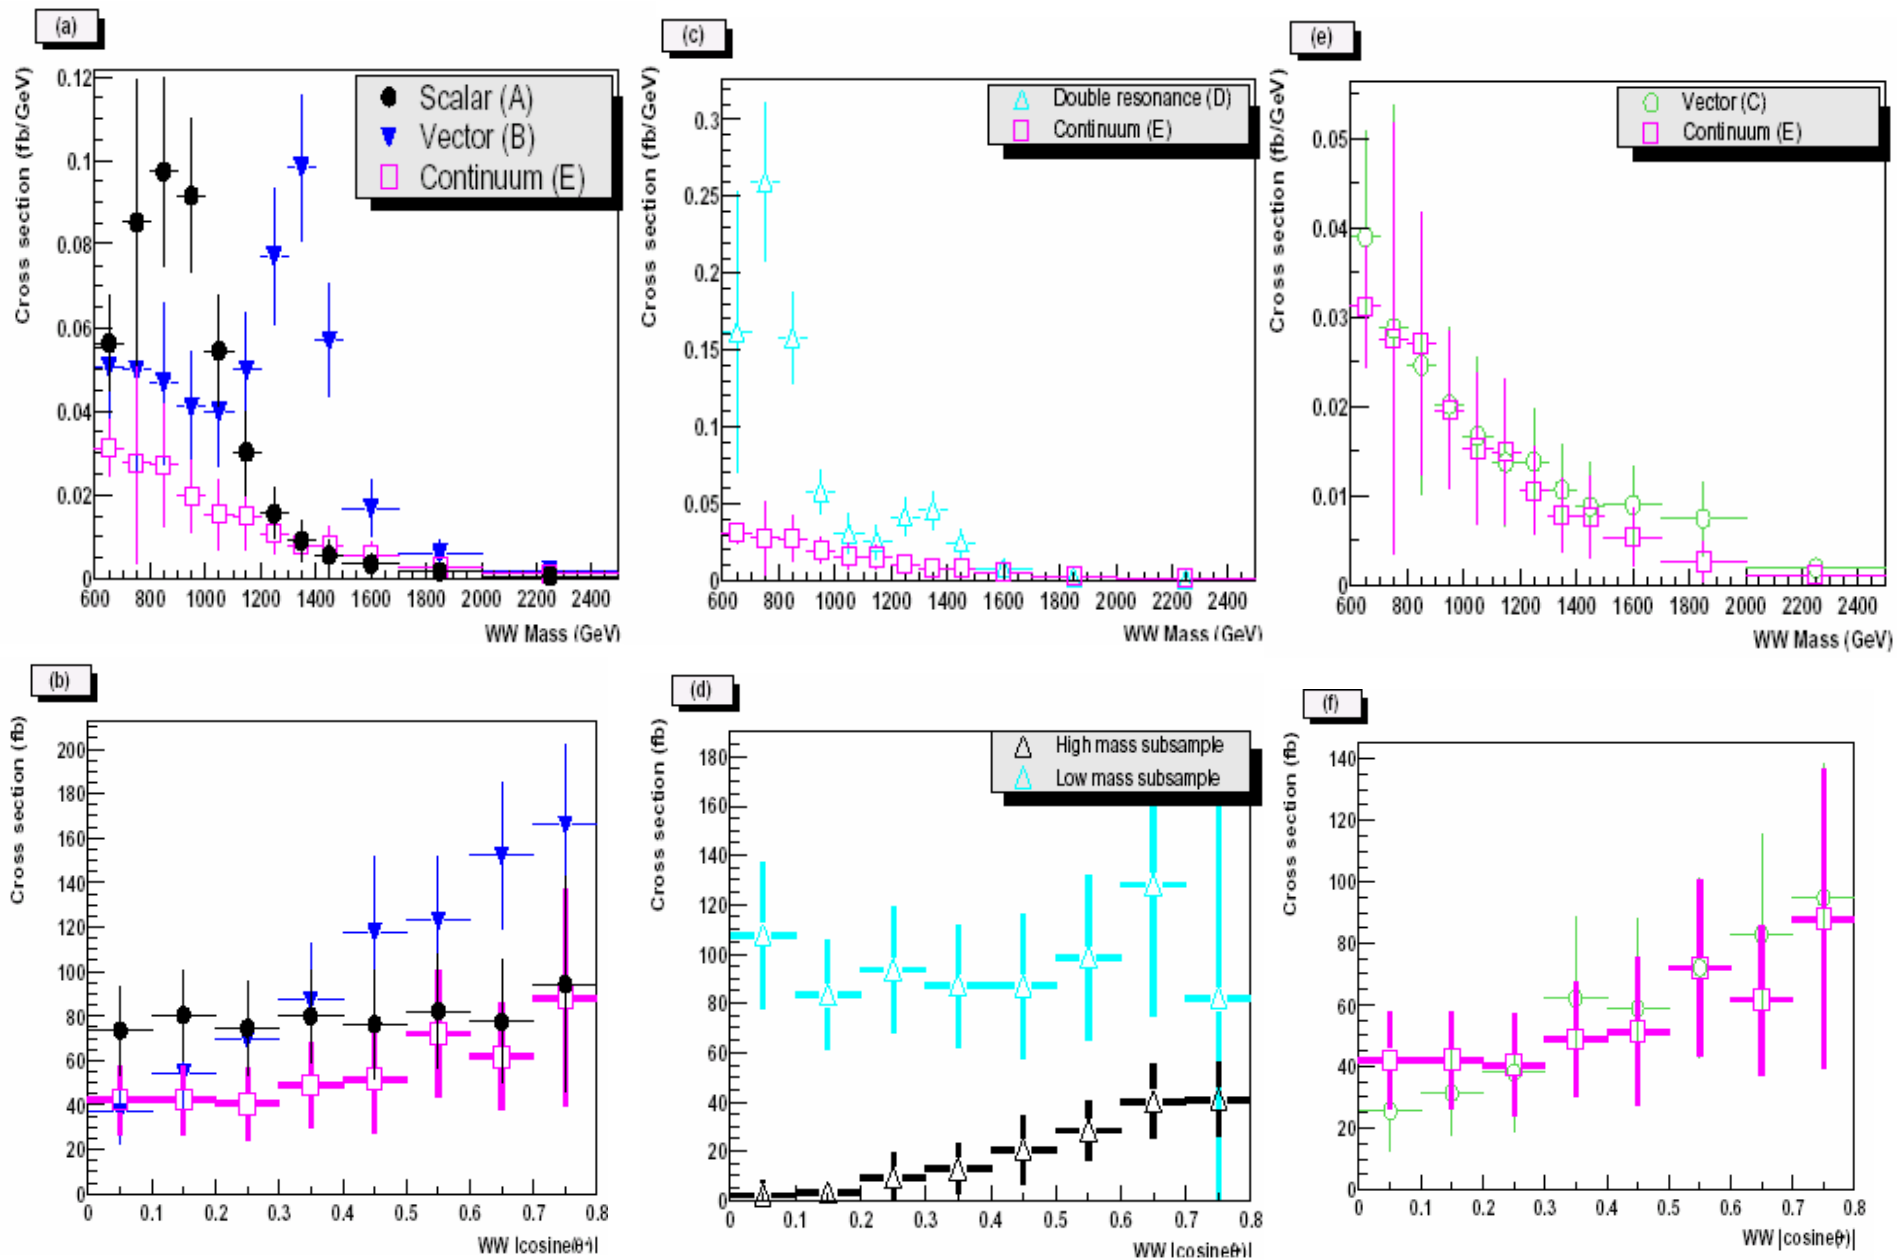 (a)
Cross section (fb/GeV)
0.12
0.1
0.08
0.06
0.04
0.02
0
Scalar (A)
Vector (B)
Continuum (E)
600 800 1000 1200 1400 1600 1800 2000 2200 2400
WW Mass (GeV)
(c)
Cross section (fb/GeV)
0.3
0.25
0.2
0.15
0.1
0.05
0
Double resonance (D)
Continuum (E)
600 800 1000 1200 1400 1600 1800 2000 2200 2400
WW Mass (GeV)
(e)
Cross section (fb/GeV)
0.05
0.04
0.03
0.02
0.01
0
Vector (C)
Continuum (E)
600 800 1000 1200 1400 1600 1800 2000 2200 2400
WW Mass (GeV)
(b)
Cross section (fb)
200
180
160
140
120
100
80
60
40
20
0
0 0.1 0.2 0.3 0.4 0.5 0.6 0.7 0.8
WW |cosine(θ*)|
(d)
Cross section (fb)
180
160
140
120
100
80
60
40
20
0
High mass subsample
Low mass subsample
0 0.1 0.2 0.3 0.4 0.5 0.6 0.7 0.8
WW |cosine(θ*)|
(f)
Cross section (fb)
140
120
100
80
60
40
20
0
0 0.1 0.2 0.3 0.4 0.5 0.6 0.7 0.8
WW |cosine(θ*)|